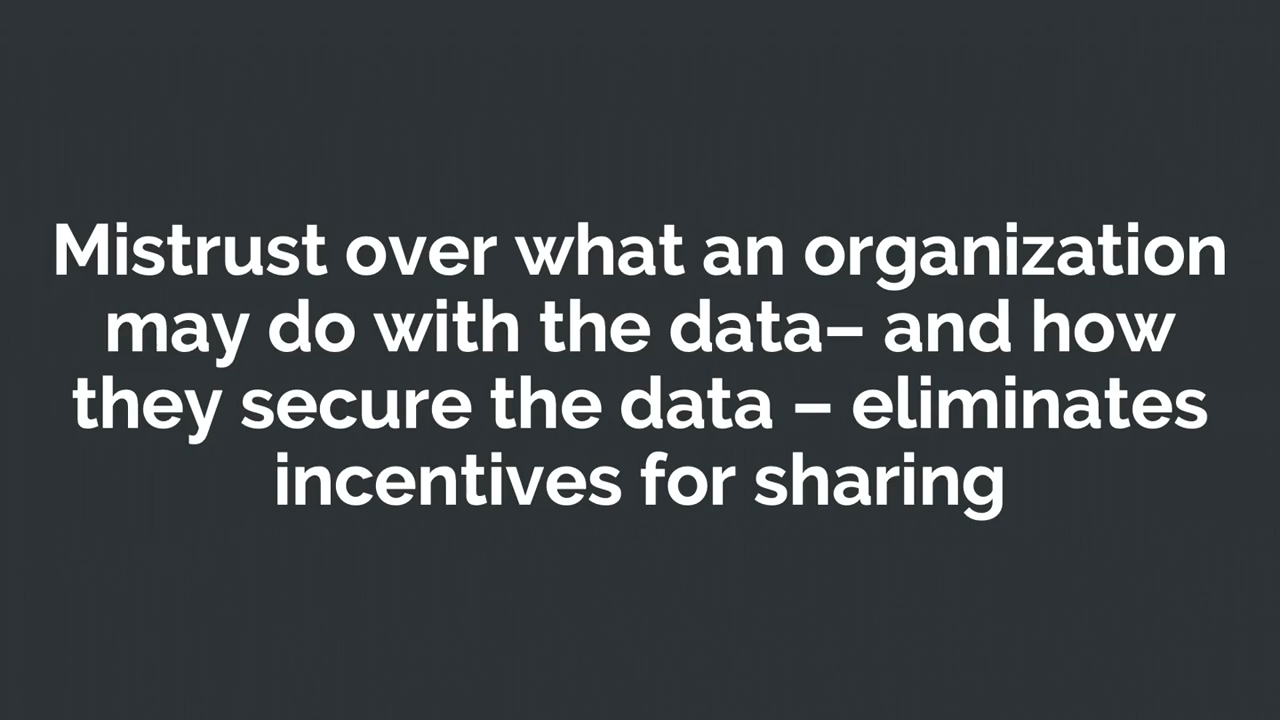 Mistrust over what an organization
may do with the data– and how
they secure the data – eliminates
incentives for sharing